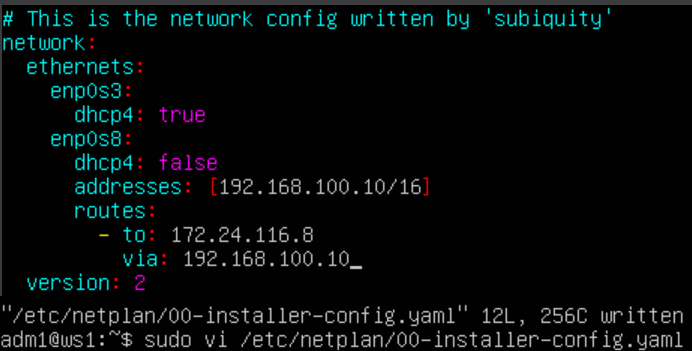 # This is the network config written by 'subiquity'
network:
  ethernets:
    enp0s3:
      dhcp4: true
    enp0s8:
      dhcp4: false
      addresses: [192.168.100.10/16]
      routes:
        - to: 172.24.116.8
          via: 192.168.100.10_
  version: 2
"/etc/netplan/00-installer-config.yaml" 12L, 256C written
adm1@ws1:~$ sudo vi /etc/netplan/00-installer-config.yaml